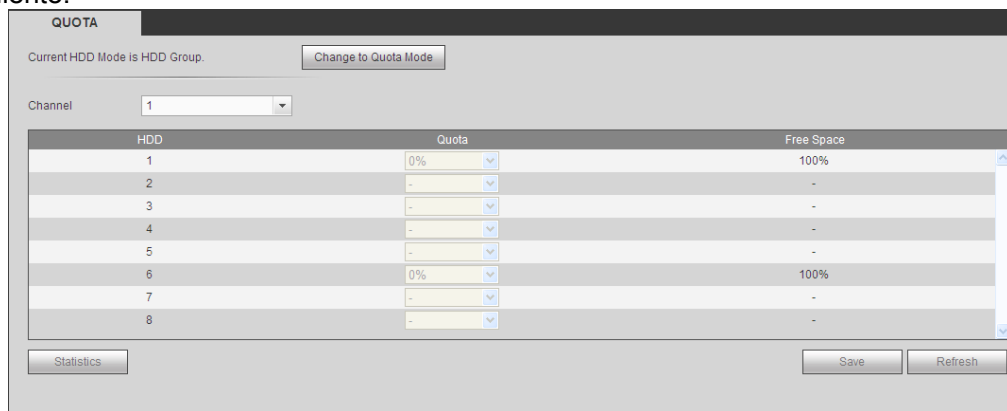 QUOTA
Current HDD Mode is HDD Group. Change to Quota Mode
Channel 1
HDD Quota Free Space
1 0% 100%
2 - -
3 - -
4 - -
5 - -
6 0% 100%
7 - -
8 - -
Statistics Save Refresh